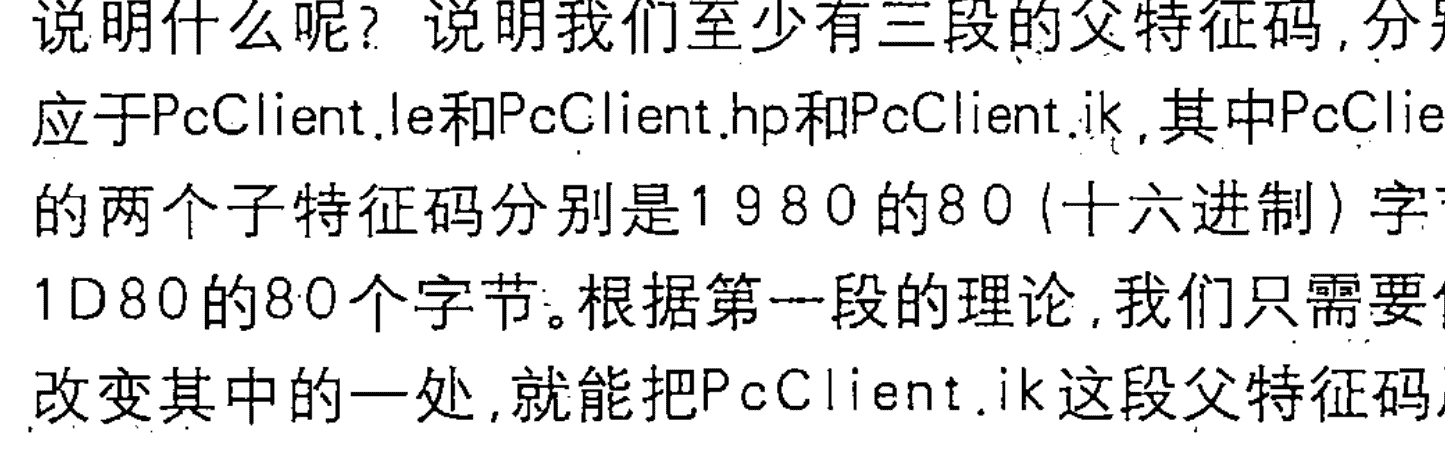 说明什么呢？说明我们至少有三段的父特征码,分
应于PcClient.le和PcClient.hp和PcClient.ik,其中PcClie
的两个子特征码分别是1980的80(十六进制)字
1D80的80个字节。根据第一段的理论,我们只需要
改变其中的一处,就能把PcClient.ik这段父特征码